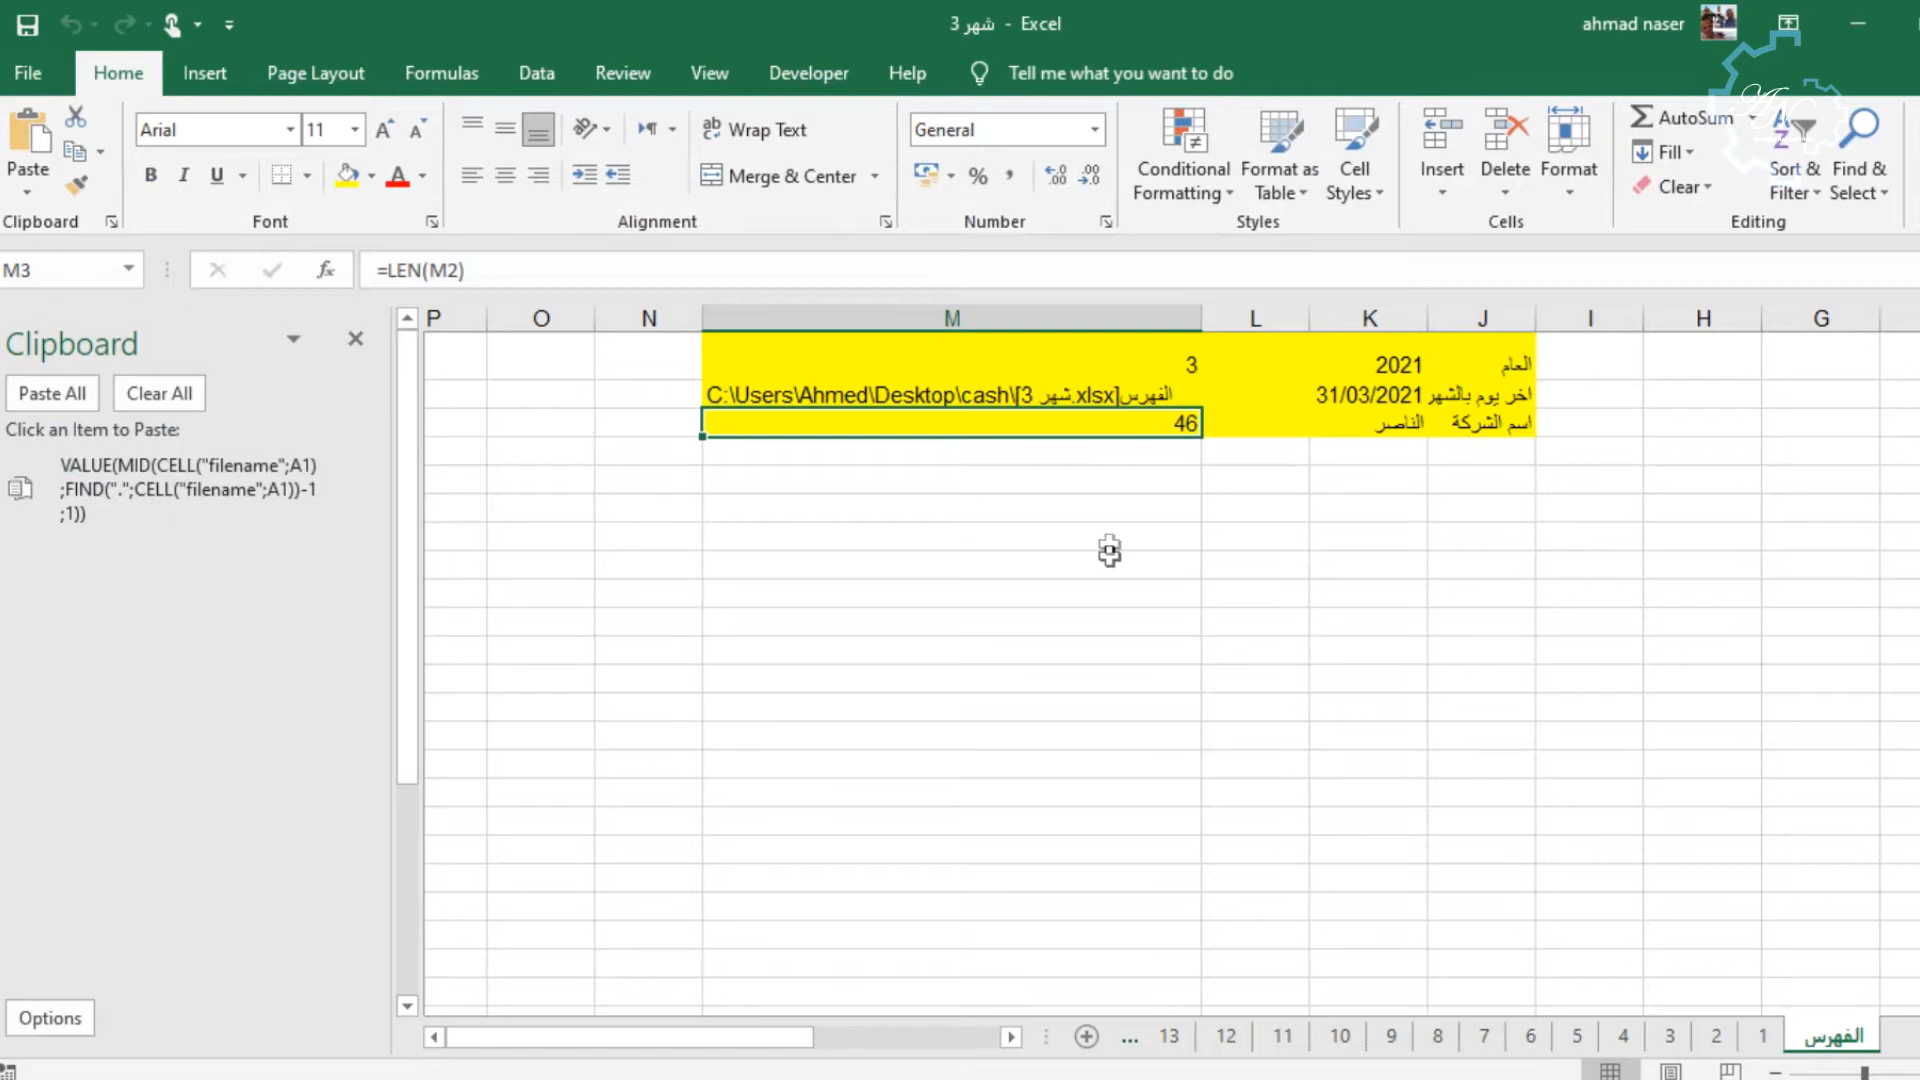 شهر 3 - Excel
ahmad naser
File Home Insert Page Layout Formulas Data Review View Developer Help Tell me what you want to do
Paste
Clipboard
Arial 11
B I U
Font
Wrap Text
Merge & Center
Alignment
General
% ,
Number
Conditional Formatting
Format as Table
Cell Styles
Styles
Insert Delete Format
Cells
AutoSum
Fill
Clear
Sort & Filter
Find & Select
Editing
M3
fx
=LEN(M2)
Clipboard
Paste All Clear All
Click an Item to Paste:
VALUE(MID(CELL("filename";A1)
;FIND(".";CELL("filename";A1))-1
;1))
Options
P O N M L K J I H G
3 2021 العام
C:\Users\Ahmed\Desktop\cash\[شهر 3.xlsx]الفهرس 31/03/2021 اخر يوم بالشهر
46 الناصر اسم الشركة
... 13 12 11 10 9 8 7 6 5 4 3 2 1 الفهرس